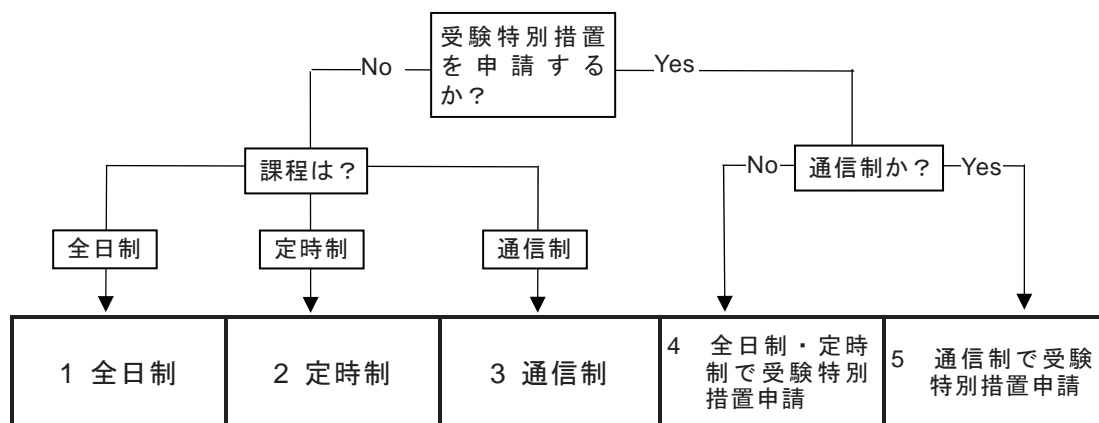 受験特別措置
を申請する
か？
No
Yes
課程は？
No
通信制か？
Yes
全日制
定時制
通信制
1 全日制
2 定時制
3 通信制
4 全日制・定時
制で受験特別
措置申請
5 通信制で受験
特別措置申請